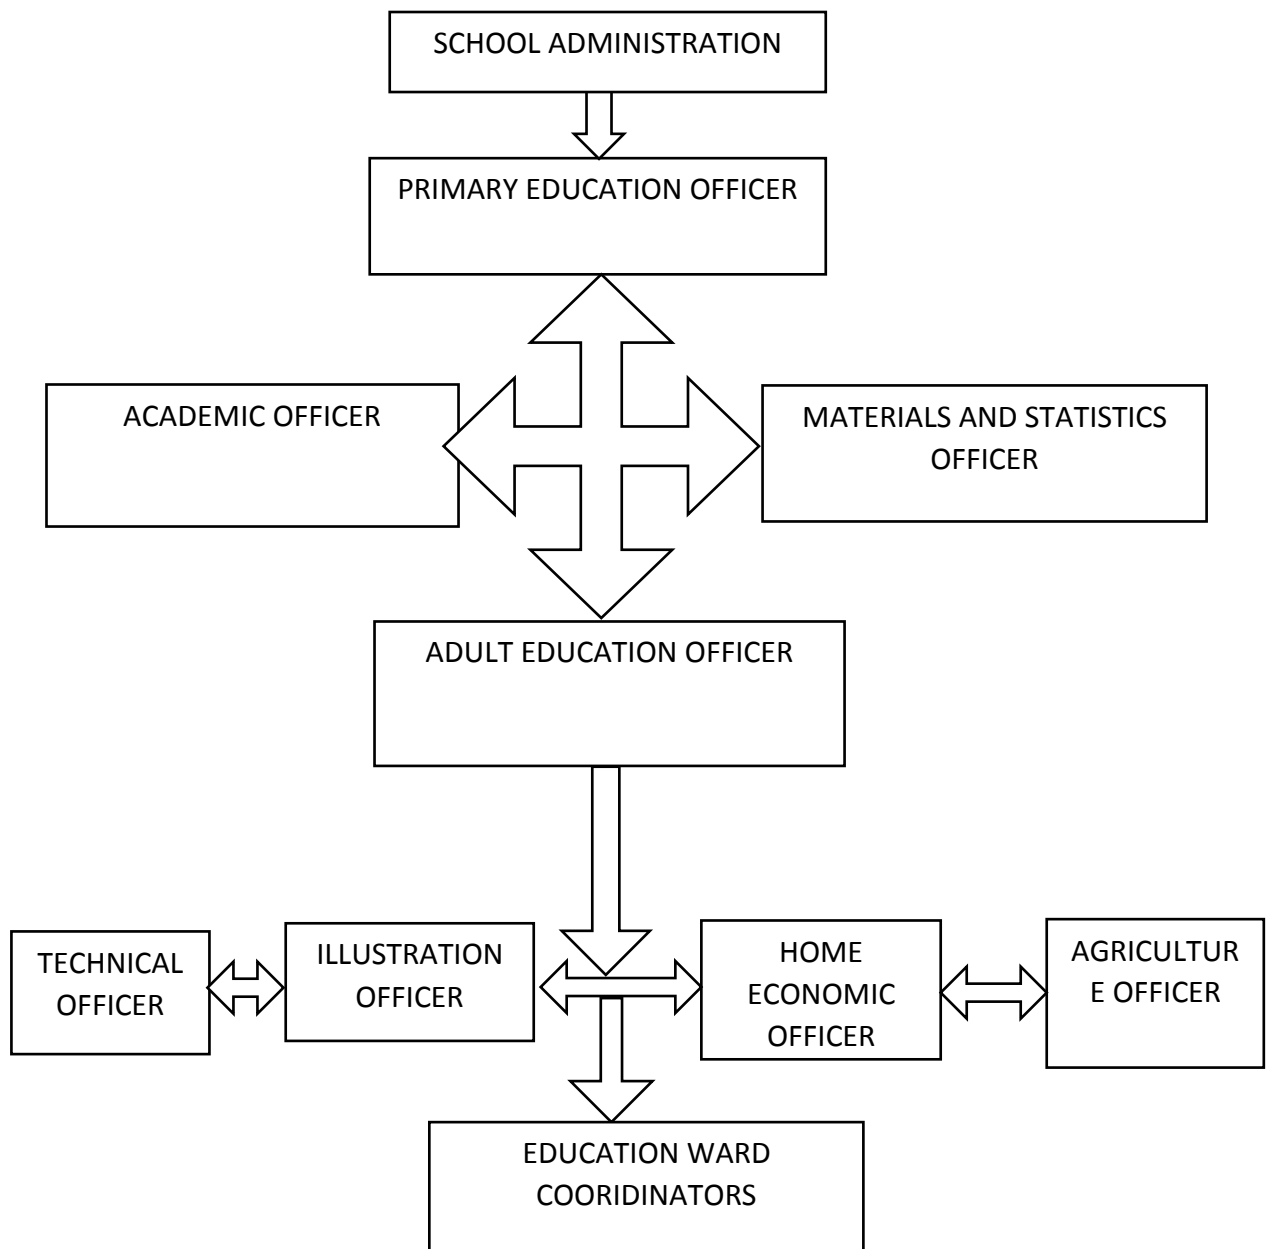 SCHOOL ADMINISTRATION
PRIMARY EDUCATION OFFICER
ACADEMIC OFFICER
MATERIALS AND STATISTICS
OFFICER
ADULT EDUCATION OFFICER
TECHNICAL
OFFICER
ILLUSTRATION
OFFICER
HOME
ECONOMIC
OFFICER
AGRICULTUR
E OFFICER
EDUCATION WARD
COORIDINATORS